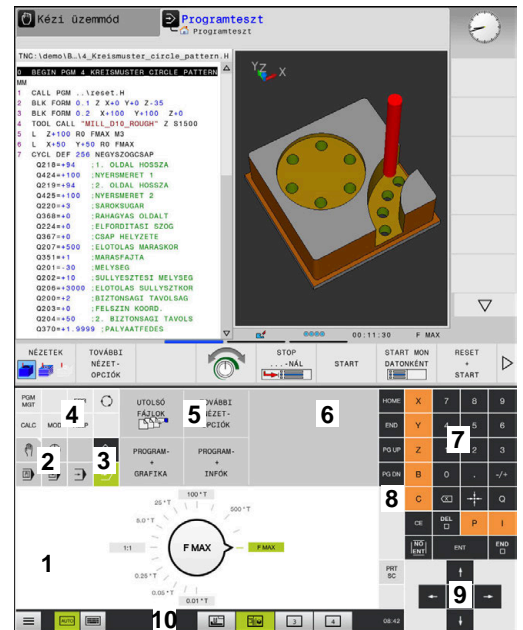 Kézi üzemmód
Programteszt
Programteszt
TNC:\demo\B…\4_Kreismuster_circle_pattern.H
0 BEGIN PGM 4_KREISMUSTER_CIRCLE_PATTERN
MM
1 CALL PGM ..\reset.H
2 BLK FORM 0.1 Z X+0 Y+0 Z-35
3 BLK FORM 0.2 X+100 Y+100 Z+0
4 TOOL CALL "MILL_D10_ROUGH" Z S1500
5 L Z+100 R0 FMAX M3
6 L X+50 Y+50 R0 FMAX
7 CYCL DEF 256 NEGYSZOGCSAP
Q218=+94 ;1. OLDAL HOSSZA
Q424=+100 ;NYERSMERET 1
Q219=+94 ;2. OLDAL HOSSZA
Q425=+100 ;NYERSMERET 2
Q220=+3 ;SAROKSUGAR
Q368=+0 ;RAHAGYAS OLDALT
Q224=+0 ;ELFORDITASI SZOG
Q367=+0 ;CSAP HELYZETE
Q207=+500 ;ELOTOLAS MARASKOR
Q351=+1 ;MARASFAJTA
Q201=-30 ;MELYSEG
Q202=+10 ;SULLYESZTESI MELYSEG
Q206=+3000 ;ELOTOLAS SULLYSZTKOR
Q200=+2 ;BIZTONSAGI TAVOLSAG
Q203=+0 ;FELSZIN KOORD.
Q204=+50 ;2. BIZTONSAGI TAVOLS
Q370=+1.9999 ;PALYAATFEDES
YZ X
00:11:30 F MAX
NÉZETEK
TOVÁBBI
NÉZET-
OPCIÓK
STOP
...-NÁL
START
START MON
DATONKÉNT
RESET
+
START
PGM
MGT
CALC
MOD
4
2
3
UTOLSÓ
FÁJLOK
5
PROGRAM-
+
GRAFIKA
PROGRAM-
+
INFÓK
6
HOME X 7 8 9
END Y 5 6
7
PG UP Z 2 3
PG DN B 0 . -/+
8
C Q
CE DEL P I
NO
ENT
ENT
END
PRT
SC
9
1
100 °T
25 °T
500 °T
5.0 °T
1:1
F MAX
F MAX
0.25 °T
0.05 °T
0.01 °T
AUTO
10
3
4
08:42